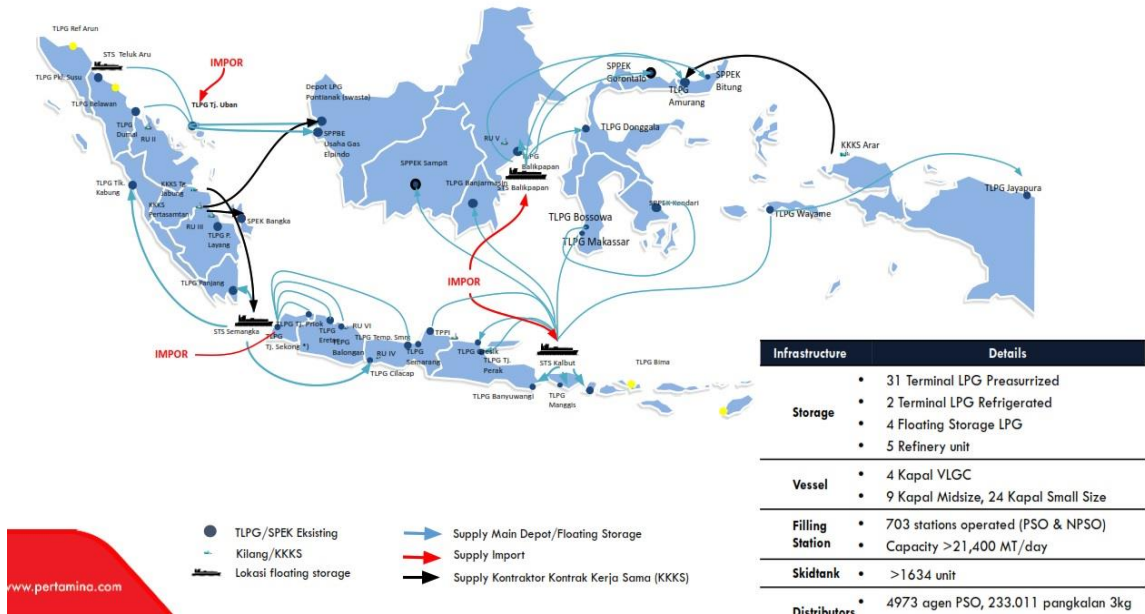 TLPG Ref Arun
STS Teluk Aru
IMPOR
TLPG Pkl. Susu
TLPG Belawan
TLPG Tj. Uban
TLPG
Dumai
RU II
Depot LPG
Pontianak (swasta)
SPPBE
Usaha Gas
Elpindo
SPPEK
Gorontalo
SPPEK
Bitung
TLPG
Amurang
TLPG Donggala
RU V
TLPG
Balikpapan
STS Balikpapan
KKKS Arar
SPPEK Sampit
TLPG Banjarmasin
TLPG Tlk.
Kabung
KKKS Te
Jabung
KKKS
Pertasamtan
SPEK Bangka
RU III
TLPG P.
Layang
TLPG Jayapura
TLPG Wayame
SPPEK Kendari
TLPG Bossowa
TLPG Makassar
TLPG Panjang
IMPOR
STS Semangka
IMPOR
TLPG
Tj. Sekong *)
TLPG Tj. Priok
TLPG
Eretan
RU VI
TLPG
Balongan
TLPG Temp. Smrg
RU IV
TLPG Cilacap
TLPG
Semarang
TPPI
TLPG Gresik
TLPG Tj.
Perak
STS Kalbut
TLPG Bima
TLPG Banyuwangi
TLPG
Manggis
Infrastructure Details
Storage
• 31 Terminal LPG Preasurrized
• 2 Terminal LPG Refrigerated
• 4 Floating Storage LPG
• 5 Refinery unit
Vessel
• 4 Kapal VLGC
• 9 Kapal Midsize, 24 Kapal Small Size
Filling
Station
• 703 stations operated (PSO & NPSO)
• Capacity >21,400 MT/day
Skidtank • >1634 unit
Distributors • 4973 agen PSO, 233.011 pangkalan 3kg
TLPG/SPEK Eksisting
Kilang/KKKS
Lokasi floating storage
Supply Main Depot/Floating Storage
Supply Import
Supply Kontraktor Kontrak Kerja Sama (KKKS)
www.pertamina.com